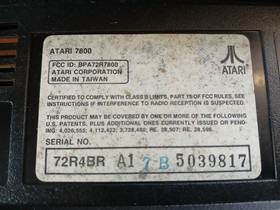 ATARI 7800
FCC ID: BPA72R7800
ATARI CORPORATION
MADE IN TAIWAN
ATARI
CERTIFIED TO COMPLY WITH CLASS B LIMITS, PART 15 OF FCC RULES, SEE
INSTRUCTIONS IF INTERFERENCE TO RADIO RECEPTION IS SUSPECTED.
THIS PRODUCT MAY BE COVERED BY ONE OR MORE OF THE FOLLOWING
U.S. PATENTS, PLUS ADDITIONAL ONES CURRENTLY ISSUED OR PEND-
ING: 4,026,555; 4,112,422; 3,728,480; RE. 28,507; RE. 28,598.
SERIAL NO.
72R4BR A1 7B 5039817